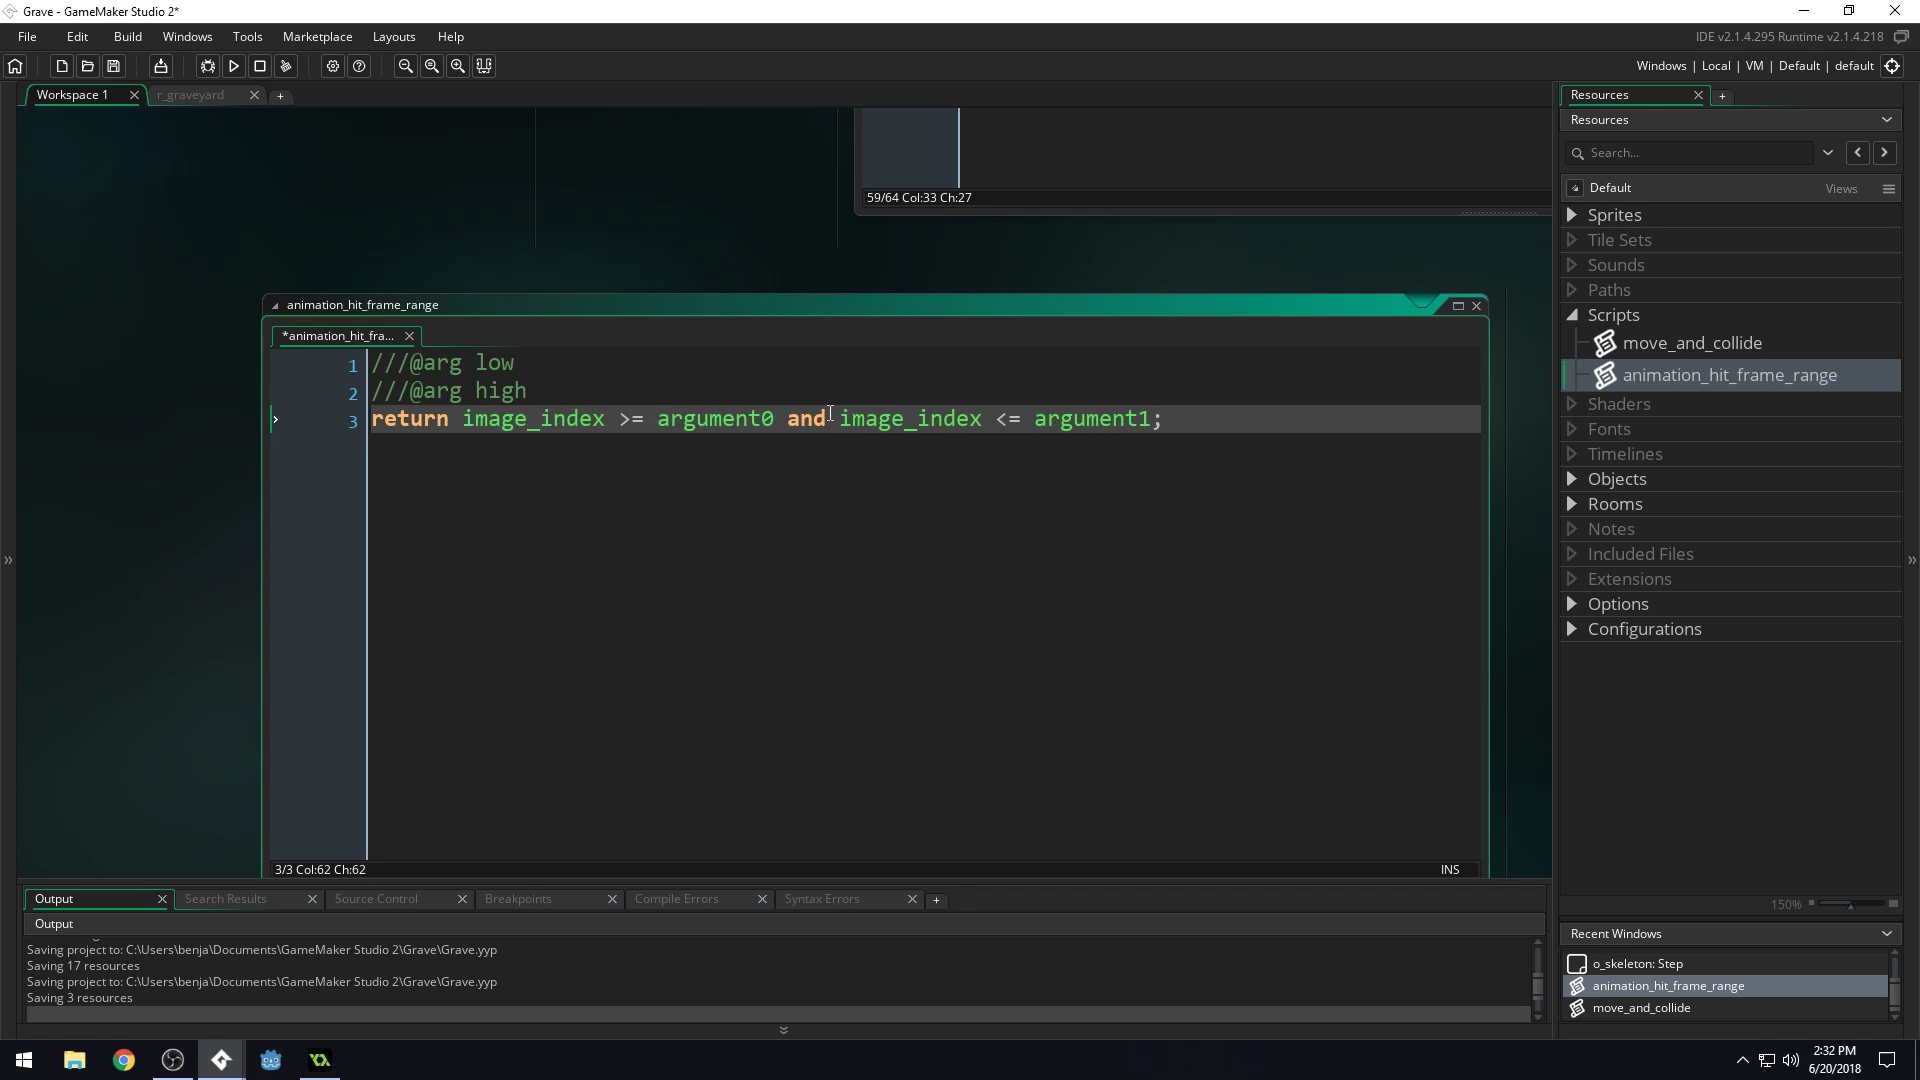 Grave - GameMaker Studio 2*
File Edit Build Windows Tools Marketplace Layouts Help
IDE v2.1.4.295 Runtime v2.1.4.218
Windows | Local | VM | Default | default
Workspace 1
r_graveyard
59/64 Col:33 Ch:27
animation_hit_frame_range
*animation_hit_fra...
1 ///@arg low
2 ///@arg high
3 return image_index >= argument0 and image_index <= argument1;
3/3 Col:62 Ch:62
INS
Output Search Results Source Control Breakpoints Compile Errors Syntax Errors
Output
Saving project to: C:\Users\benja\Documents\GameMaker Studio 2\Grave\Grave.yyp
Saving 17 resources
Saving project to: C:\Users\benja\Documents\GameMaker Studio 2\Grave\Grave.yyp
Saving 3 resources
Resources
Resources
Search...
Default
Views
Sprites
Tile Sets
Sounds
Paths
Scripts
move_and_collide
animation_hit_frame_range
Shaders
Fonts
Timelines
Objects
Rooms
Notes
Included Files
Extensions
Options
Configurations
150%
Recent Windows
o_skeleton: Step
animation_hit_frame_range
move_and_collide
2:32 PM
6/20/2018